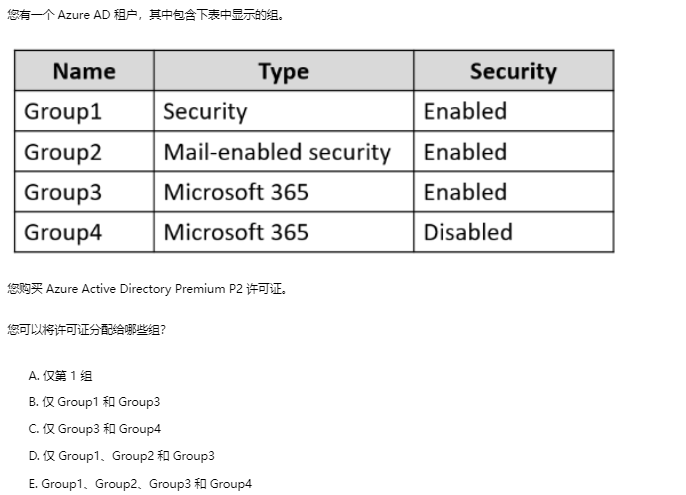 您有一个 Azure AD 租户，其中包含下表中显示的组。
Name Type Security
Group1 Security Enabled
Group2 Mail-enabled security Enabled
Group3 Microsoft 365 Enabled
Group4 Microsoft 365 Disabled
您购买 Azure Active Directory Premium P2 许可证。
您可以将许可证分配给哪些组?
A. 仅第 1 组
B. 仅 Group1 和 Group3
C. 仅 Group3 和 Group4
D. 仅 Group1、Group2 和 Group3
E. Group1、Group2、Group3 和 Group4